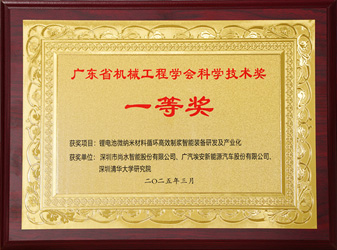 广东省机械工程学会科学技术奖
一等奖
获奖项目：锂电池微纳米材料循环高效制浆智能装备研发及产业化
获奖单位：深圳市尚水智能股份有限公司、广汽埃安新能源汽车股份有限公司、
深圳清华大学研究院
二〇二五年三月